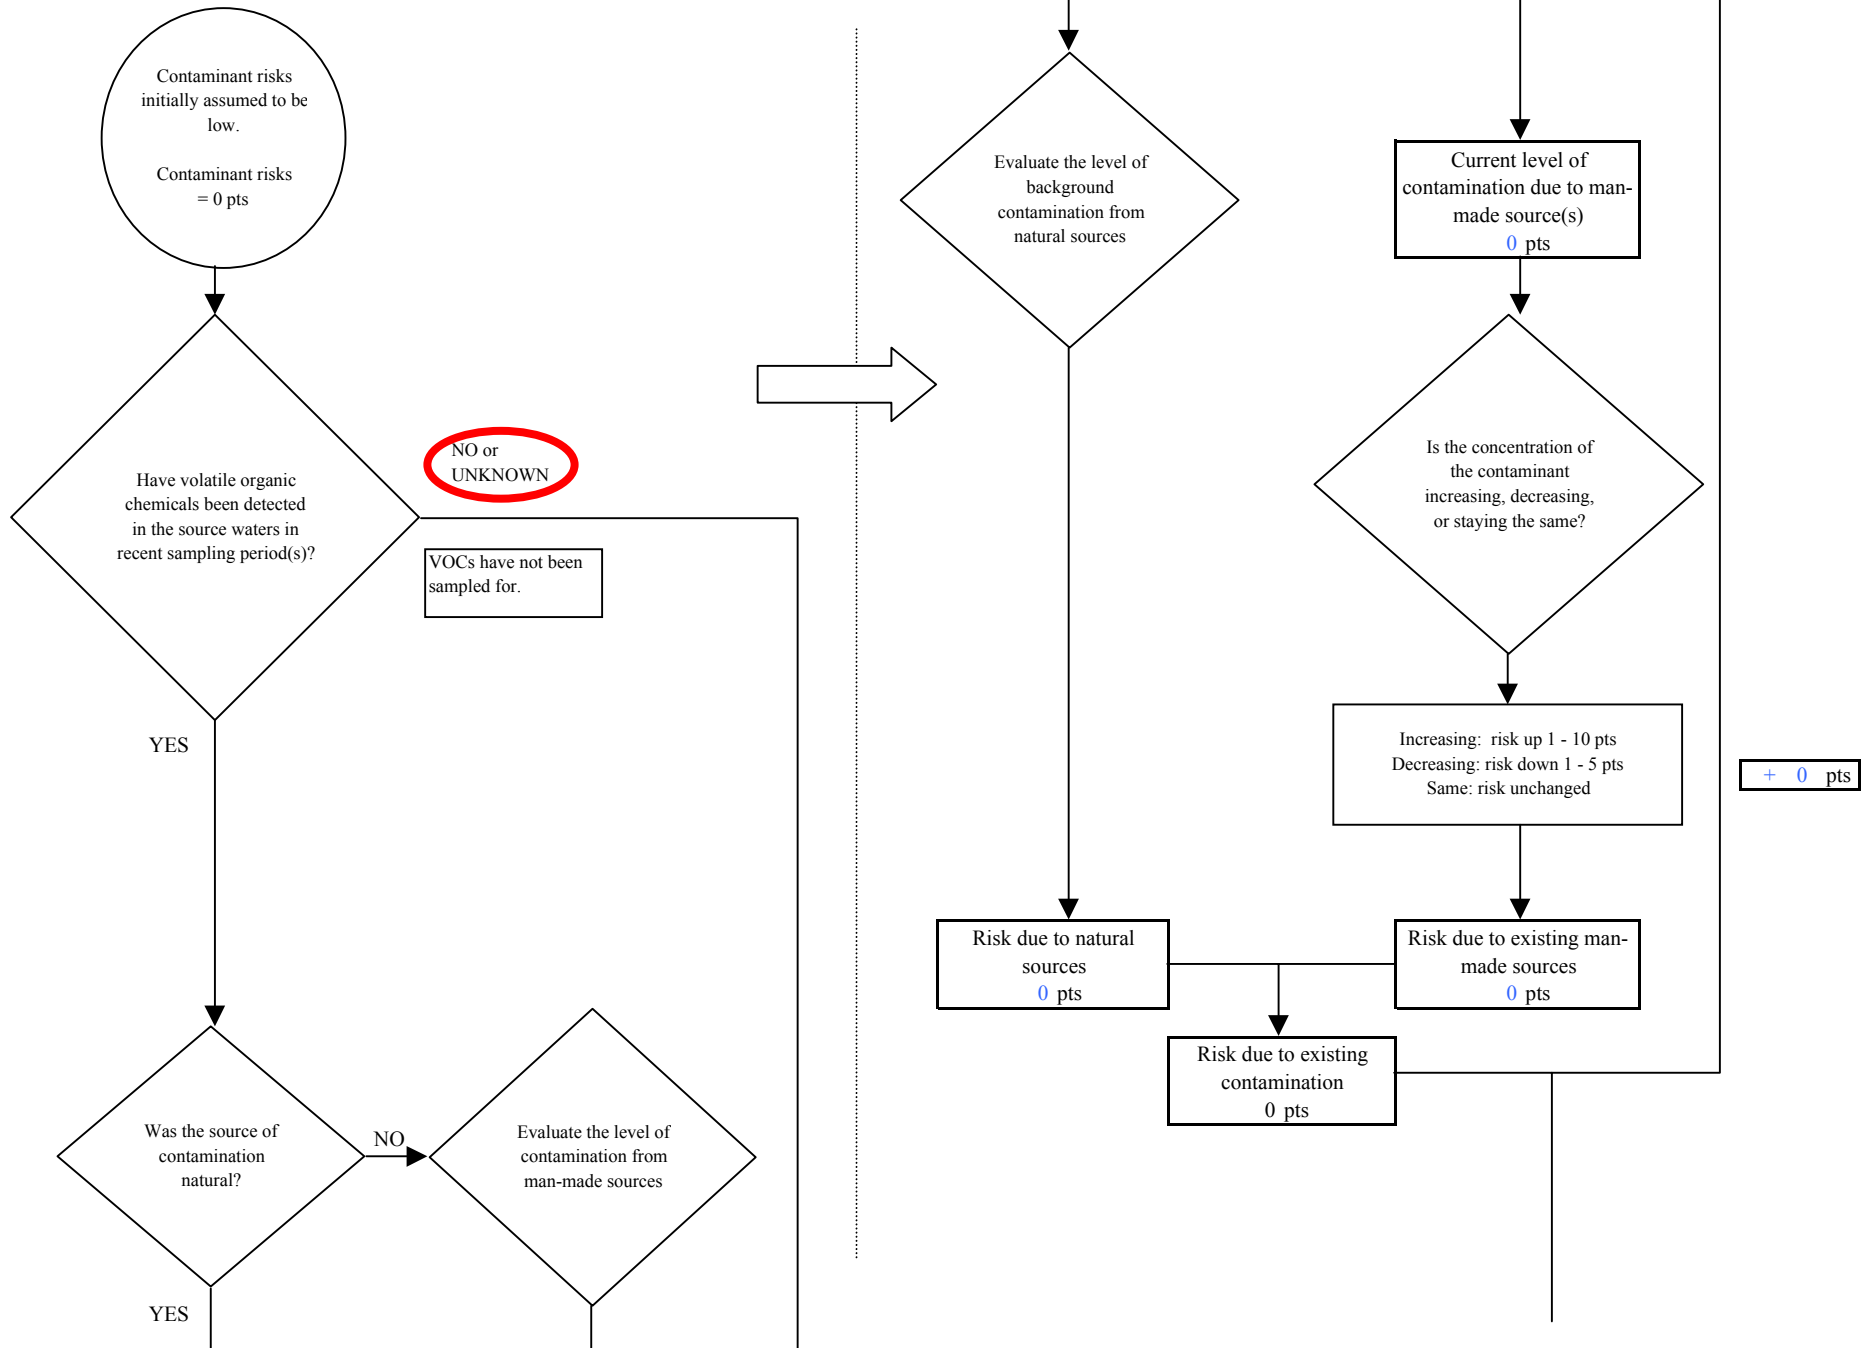 Contaminant risks
initially assumed to be
low.
Contaminant risks
= 0 pts
Have volatile organic
chemicals been detected
in the source waters in
recent sampling period(s)?
NO or
UNKNOWN
VOCs have not been
sampled for.
YES
Was the source of
contamination
natural?
NO
Evaluate the level of
contamination from
man-made sources
YES
Evaluate the level of
background
contamination from
natural sources
Current level of
contamination due to man-
made source(s)
0 pts
Is the concentration of
the contaminant
increasing, decreasing,
or staying the same?
Increasing: risk up 1 - 10 pts
Decreasing: risk down 1 - 5 pts
Same: risk unchanged
+ 0 pts
Risk due to natural
sources
0 pts
Risk due to existing man-
made sources
0 pts
Risk due to existing
contamination
0 pts